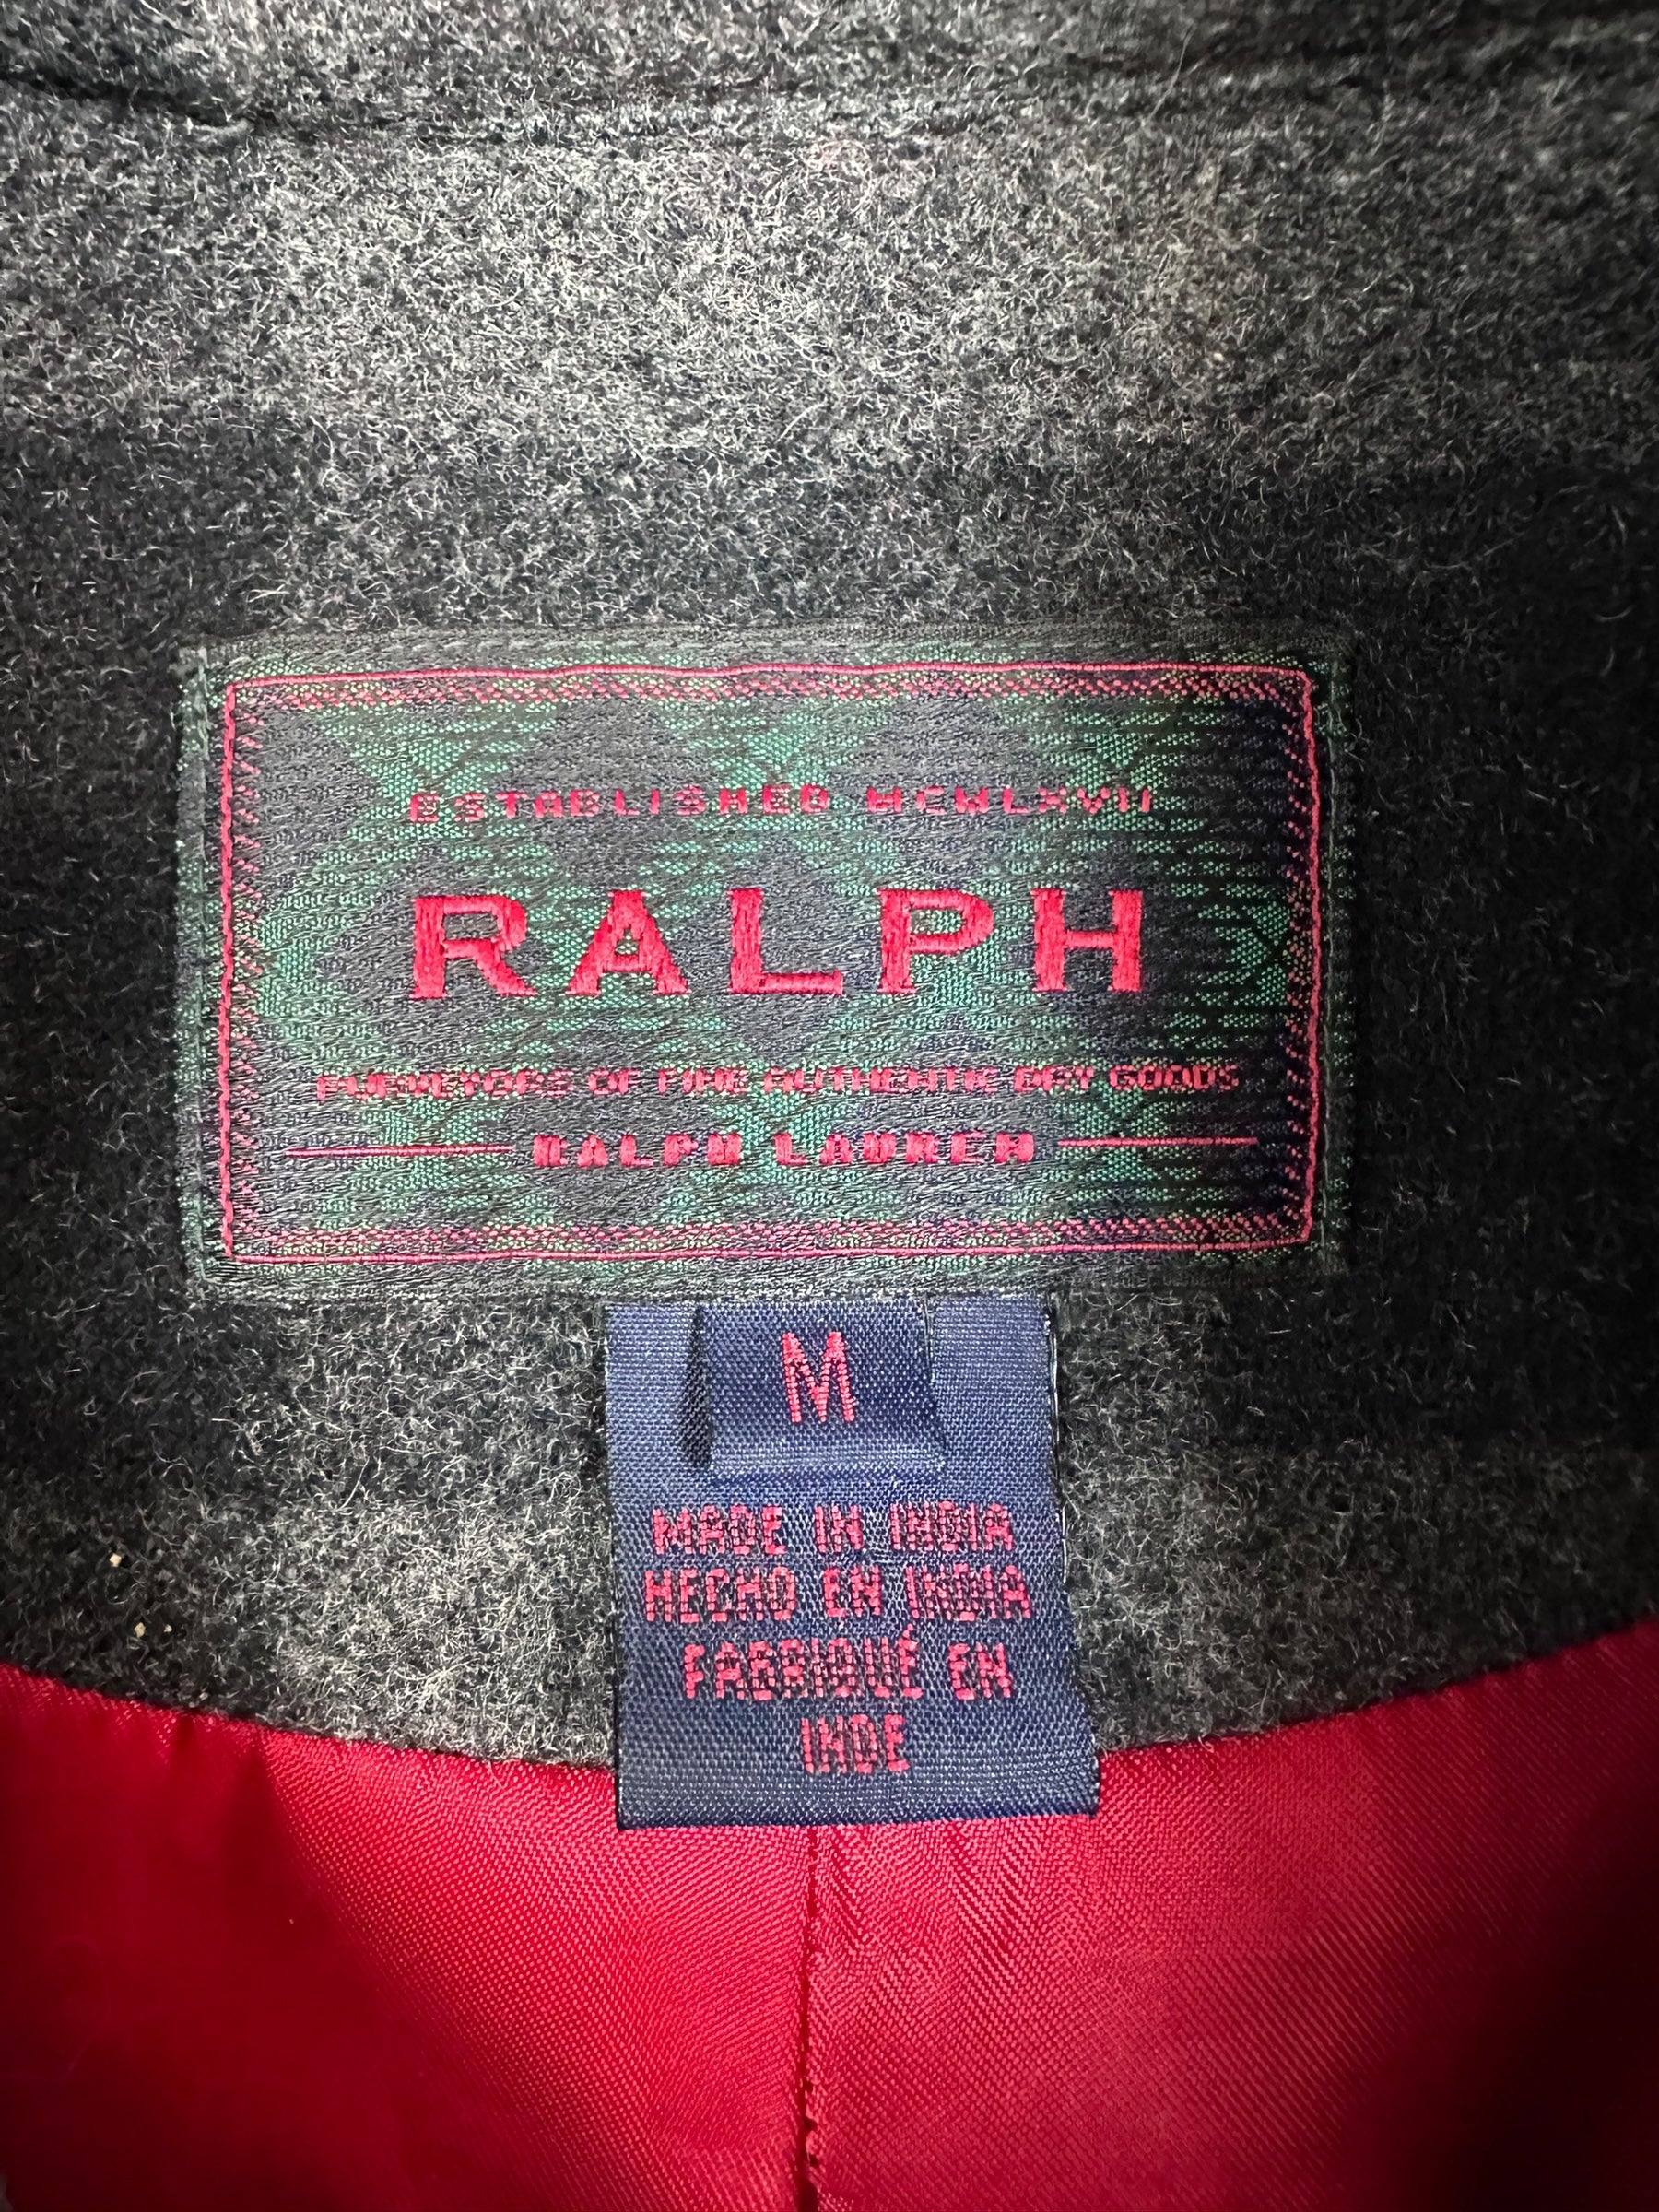 ESTABLISHED MCMLXVII
RALPH
PURVEYORS OF FINE AUTHENTIC DRY GOODS
RALPH LAUREN
M
MADE IN INDIA
HECHO EN INDIA
FABRIQUÉ EN
INDE